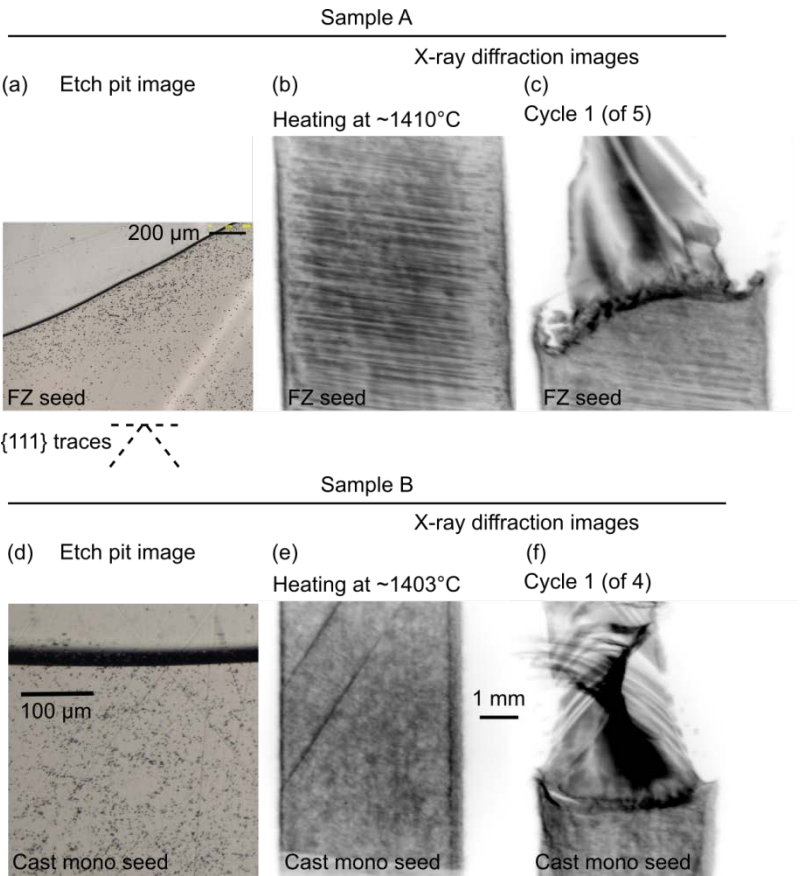 Sample A
X-ray diffraction images
(a) Etch pit image
(b)
(c)
Heating at ~1410°C
Cycle 1 (of 5)
200 µm
FZ seed
FZ seed
FZ seed
{111} traces
Sample B
X-ray diffraction images
(d) Etch pit image
(e)
(f)
Heating at ~1403°C
Cycle 1 (of 4)
100 µm
1 mm
Cast mono seed
Cast mono seed
Cast mono seed